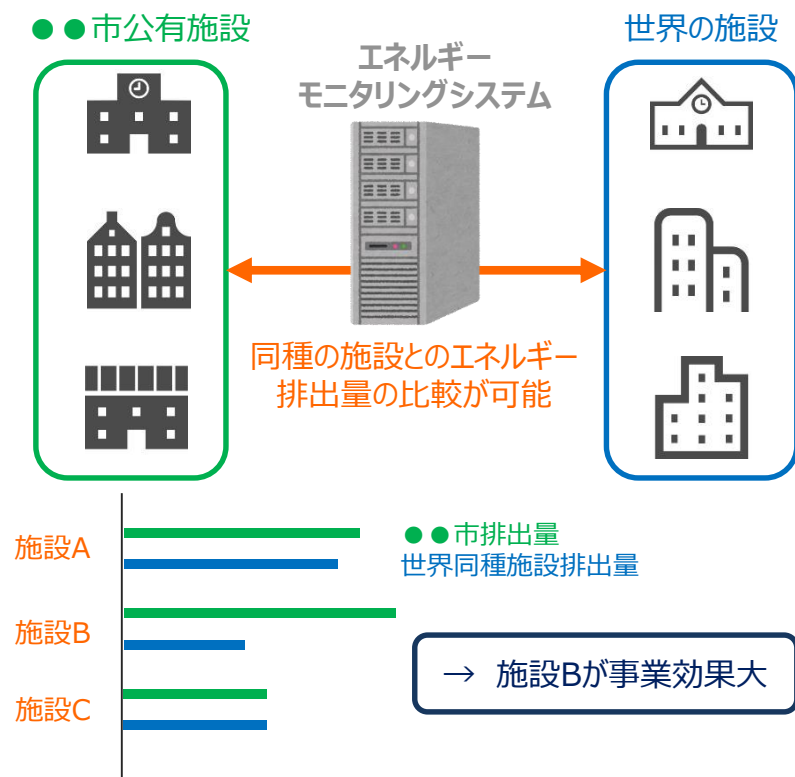 ●●市公有施設
世界の施設
エネルギー
モニタリングシステム
同種の施設とのエネルギー
排出量の比較が可能
施設A
施設B
施設C
●●市排出量
世界同種施設排出量
→ 施設Bが事業効果大